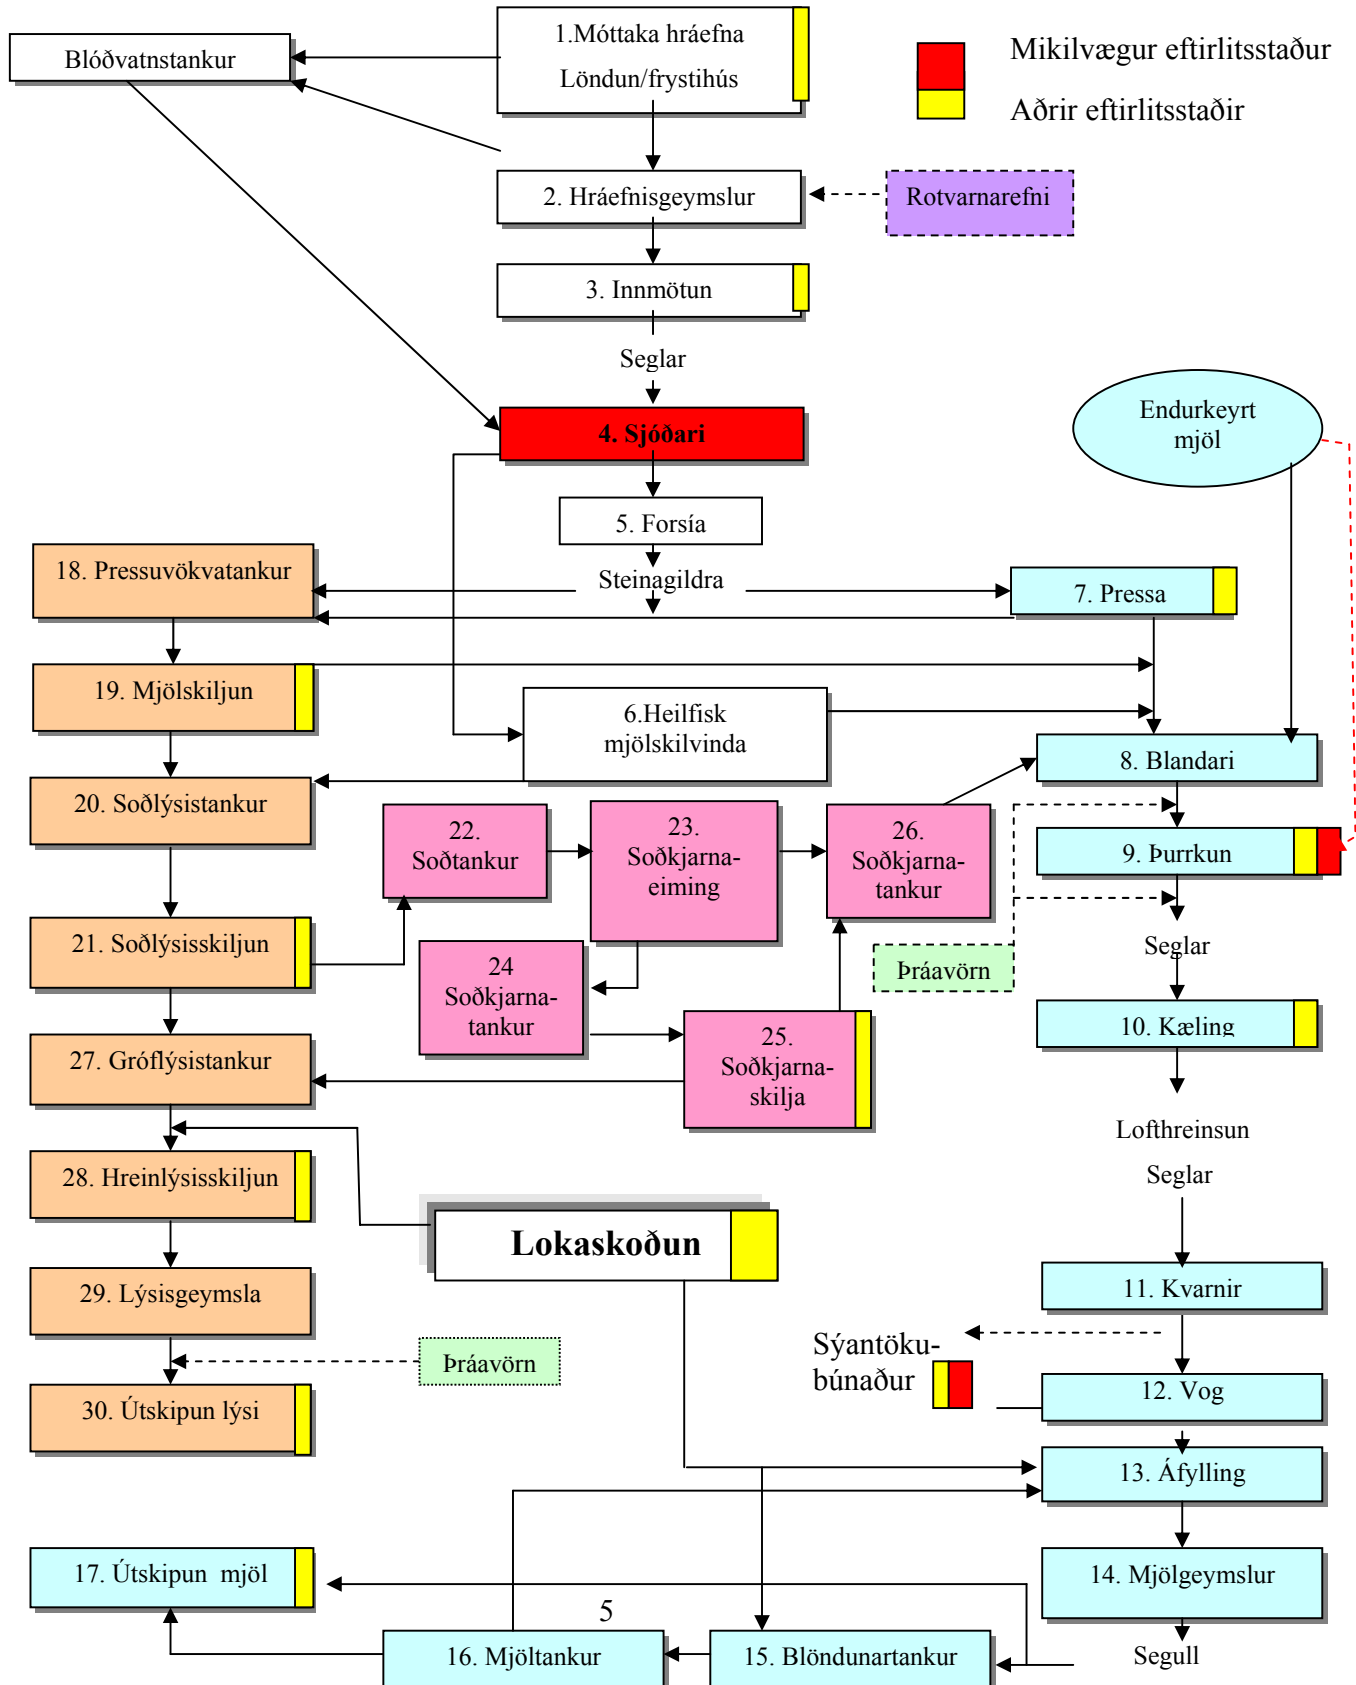 1.Móttaka hráefna
Löndun/frystihús
Blóðvatnstankur
Mikilvægur eftirlitsstaður
Aðrir eftirlitsstaðir
2. Hráefnisgeymslur
Rotvarnarefni
3. Innmötun
Seglar
4. Sjóðari
Endurkeyrt
mjöl
5. Forsía
Steinagildra
18. Pressuvökvatankur
7. Pressa
19. Mjölskiljun
6.Heilfisk
mjölskilvinda
8. Blandari
20. Soðlýsistankur
22.
Soðtankur
23.
Soðkjarna-
eiming
26.
Soðkjarna-
tankur
9. Þurrkun
21. Soðlýsisskiljun
24
Soðkjarna-
tankur
Þráavörn
Seglar
10. Kæling
25.
Soðkjarna-
skilja
27. Gróflýsistankur
Lofthreinsun
Seglar
28. Hreinlýsisskiljun
Lokaskoðun
29. Lýsisgeymsla
11. Kvarnir
Þráavörn
Sýantöku-
búnaður
12. Vog
30. Útskipun lýsi
13. Áfylling
17. Útskipun mjöl
14. Mjölgeymslur
5
16. Mjöltankur
15. Blöndunartankur
Segull